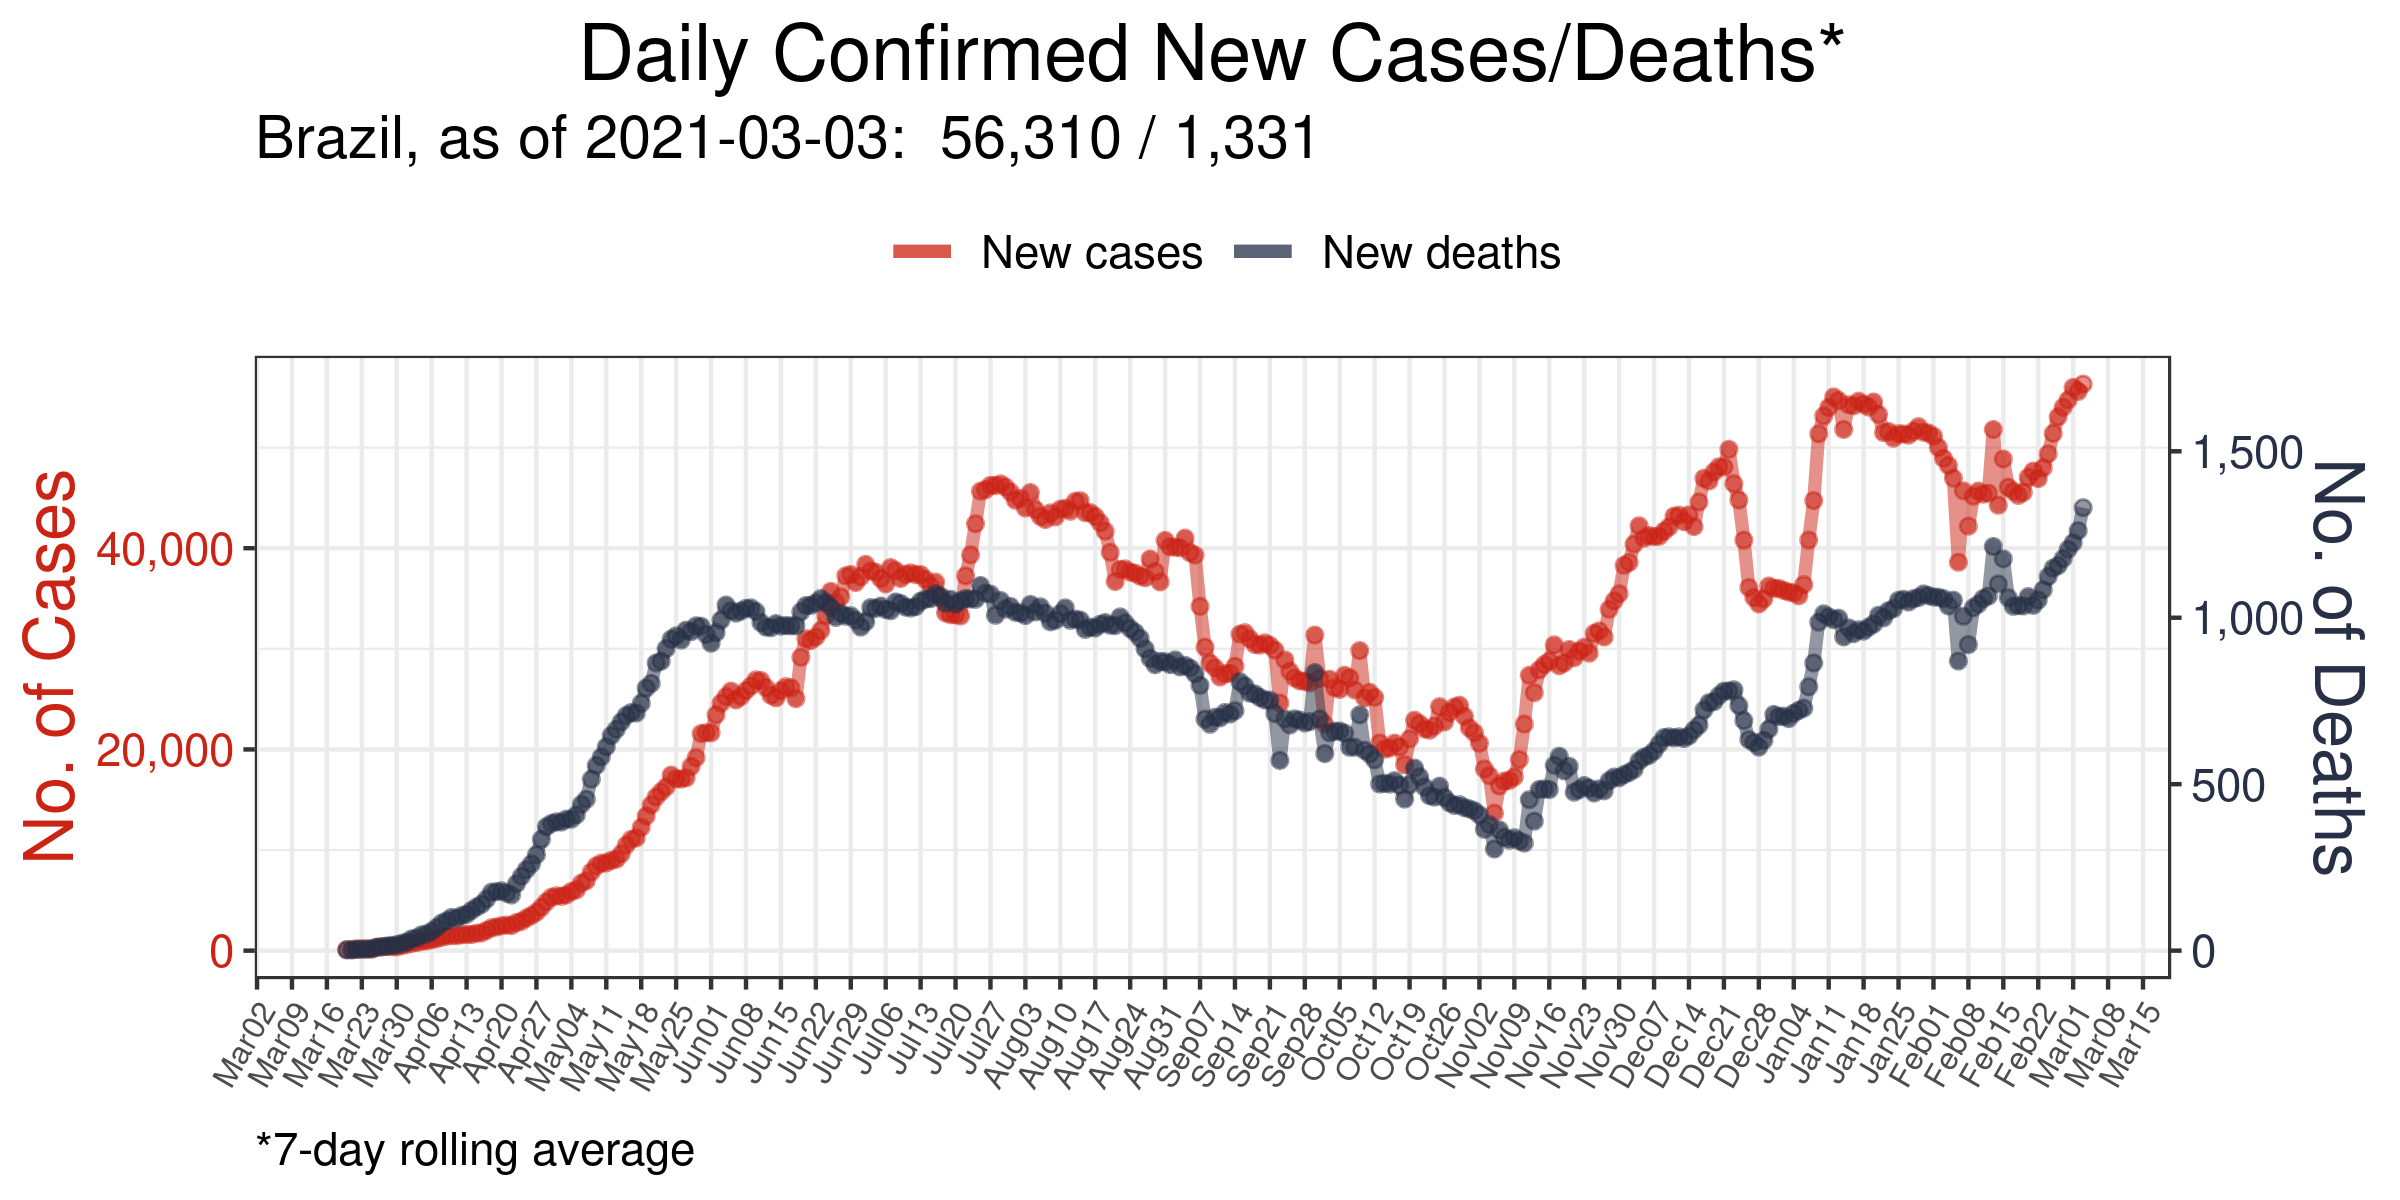 Daily Confirmed New Cases/Deaths*
Brazil, as of 2021-03-03:  56,310 / 1,331
New cases
New deaths
No. of Cases
40,000
20,000
0
1,500
1,000
500
0
No. of Deaths
Mar02
Mar09
Mar16
Mar23
Mar30
Apr06
Apr13
Apr20
Apr27
May04
May11
May18
May25
Jun01
Jun08
Jun15
Jun22
Jun29
Jul06
Jul13
Jul20
Jul27
Aug03
Aug10
Aug17
Aug24
Aug31
Sep07
Sep14
Sep21
Sep28
Oct05
Oct12
Oct19
Oct26
Nov02
Nov09
Nov16
Nov23
Nov30
Dec07
Dec14
Dec21
Dec28
Jan04
Jan11
Jan18
Jan25
Feb01
Feb08
Feb15
Feb22
Mar01
Mar08
Mar15
*7-day rolling average